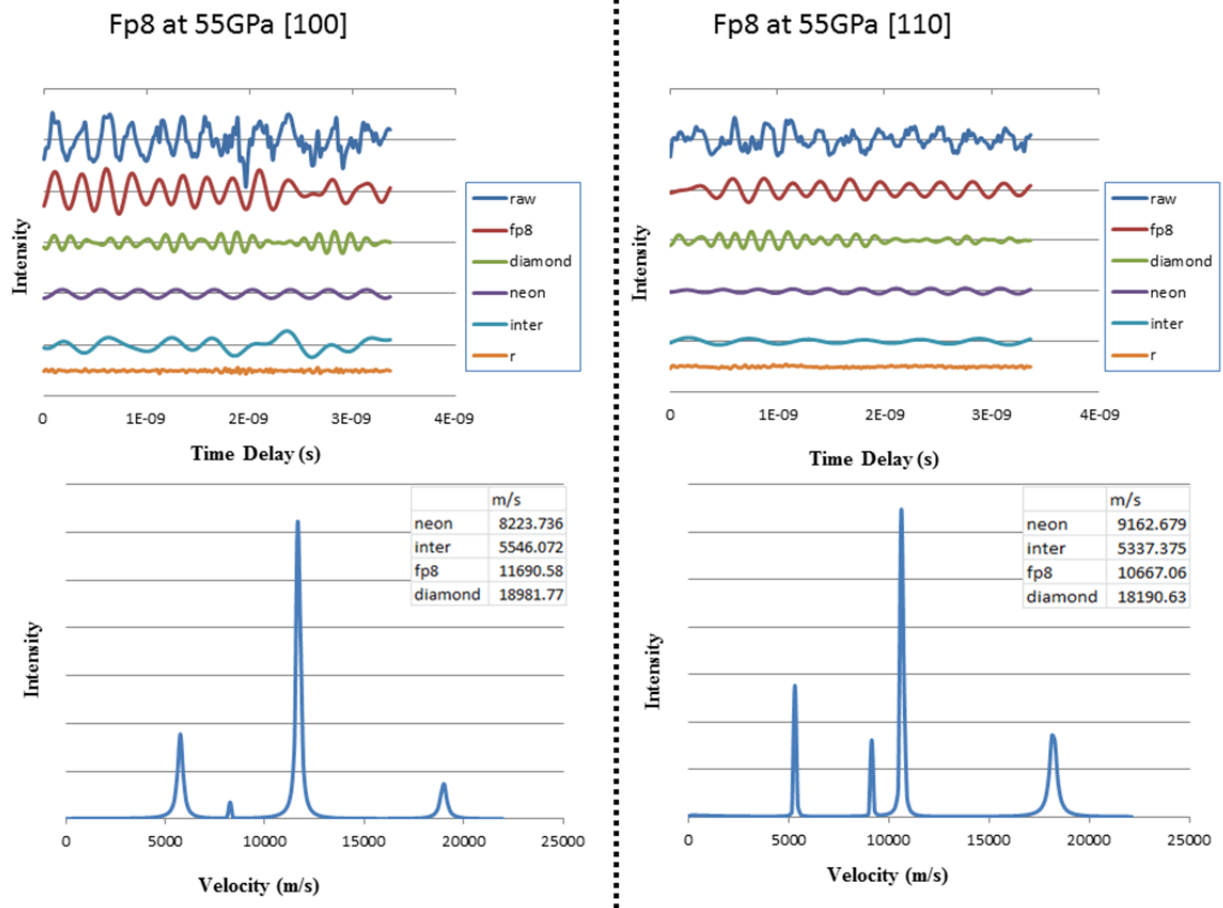 Fp8 at 55GPa [100]
Intensity
raw
fp8
diamond
neon
inter
r
0 1E-09 2E-09 3E-09 4E-09
Time Delay (s)
Intensity
m/s
neon 8223.736
inter 5546.072
fp8 11690.58
diamond 18981.77
0 5000 10000 15000 20000 25000
Velocity (m/s)
Fp8 at 55GPa [110]
Intensity
raw
fp8
diamond
neon
inter
r
0 1E-09 2E-09 3E-09 4E-09
Time Delay (s)
Intensity
m/s
neon 9162.679
inter 5337.375
fp8 10667.06
diamond 18190.63
0 5000 10000 15000 20000 25000
Velocity (m/s)